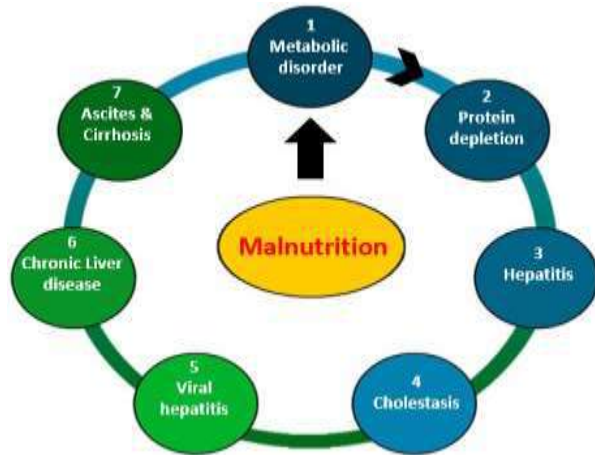 1
Metabolic
disorder
2
Protein
depletion
3
Hepatitis
4
Cholestasis
5
Viral
hepatitis
6
Chronic Liver
disease
7
Ascites &
Cirrhosis
Malnutrition